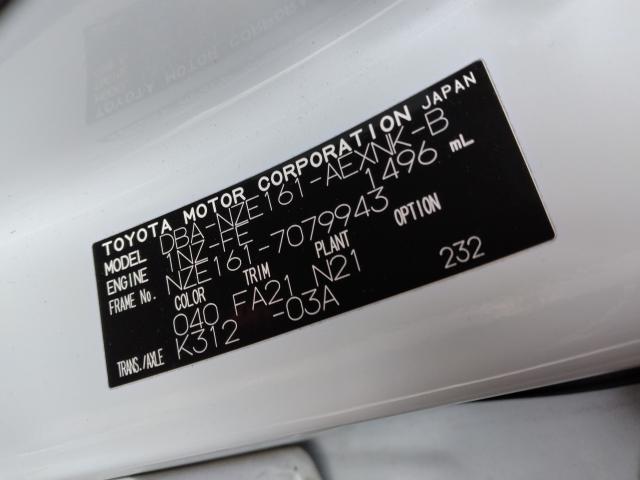 TOYOTA MOTOR CORPORATION JAPAN
MODEL DBA-NZE161-AEXNK-B
ENGINE 1NZ-FE 1496 mL
FRAME No. NZE161-7079943
COLOR TRIM PLANT OPTION
040 FA21 N21 232
TRANS./AXLE K312 -03A